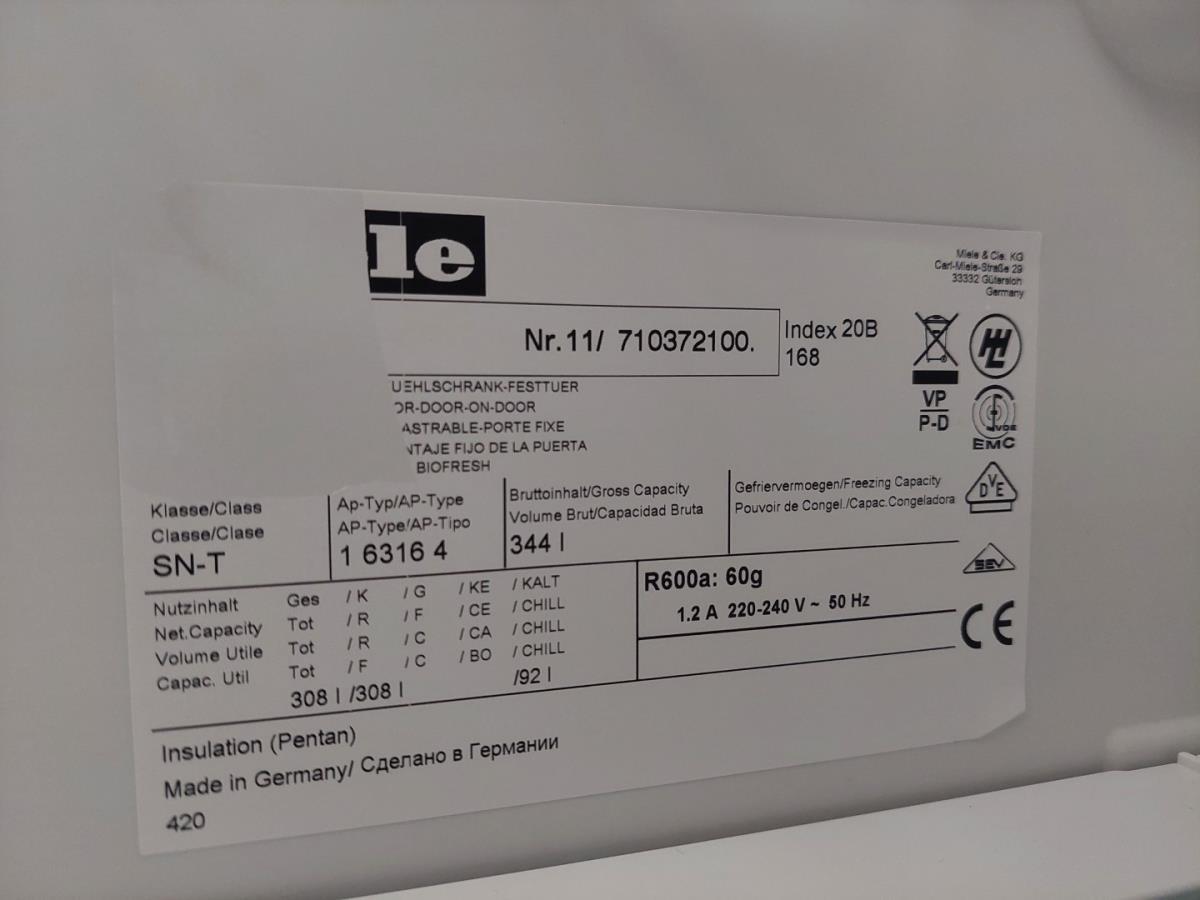 le
Miele & Cie. KG
Carl-Miele-Straße 29
33332 Gütersloh
Germany
Nr.11/ 710372100.
Index 20B
168
UEHLSCHRANK-FESTTUER
OR-DOOR-ON-DOOR
ASTRABLE-PORTE FIXE
NTAJE FIJO DE LA PUERTA
BIOFRESH
VP
P-D
VDE
EMC
DVE
SEV
CE
Klasse/Class
Classe/Clase
SN-T
Ap-Typ/AP-Type
AP-Type/AP-Tipo
1 6316 4
Bruttoinhalt/Gross Capacity
Volume Brut/Capacidad Bruta
344 l
Gefriervermoegen/Freezing Capacity
Pouvoir de Congel./Capac.Congeladora
Nutzinhalt Ges / K / G / KE / KALT
Net.Capacity Tot / R / F / CE / CHILL
Volume Utile Tot / R / C / CA / CHILL
Capac. Util Tot / F / C / BO / CHILL
308 l /308 l /92 l
R600a: 60g
1.2 A 220-240 V ~ 50 Hz
Insulation (Pentan)
Made in Germany/ Сделано в Германии
420